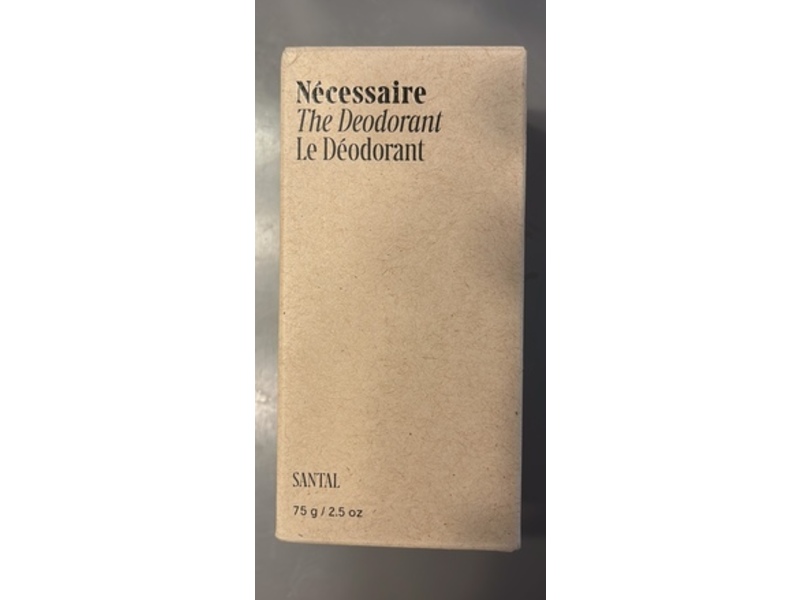 Nécessaire
The Deodorant
Le Déodorant
SANTAL
75 g / 2.5 oz